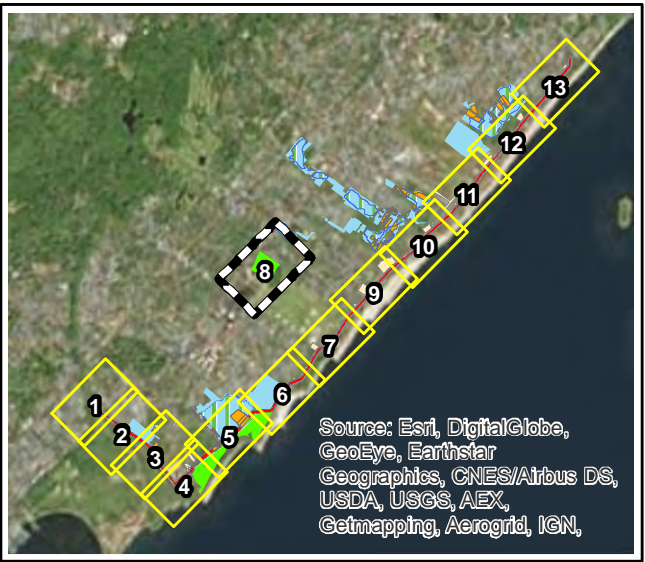 13
12
11
10
8
9
7
6
1
2
5
3
4
Source: Esri, DigitalGlobe,
GeoEye, Earthstar
Geographics, CNES/Airbus DS,
USDA, USGS, AEX,
Getmapping, Aerogrid, IGN,